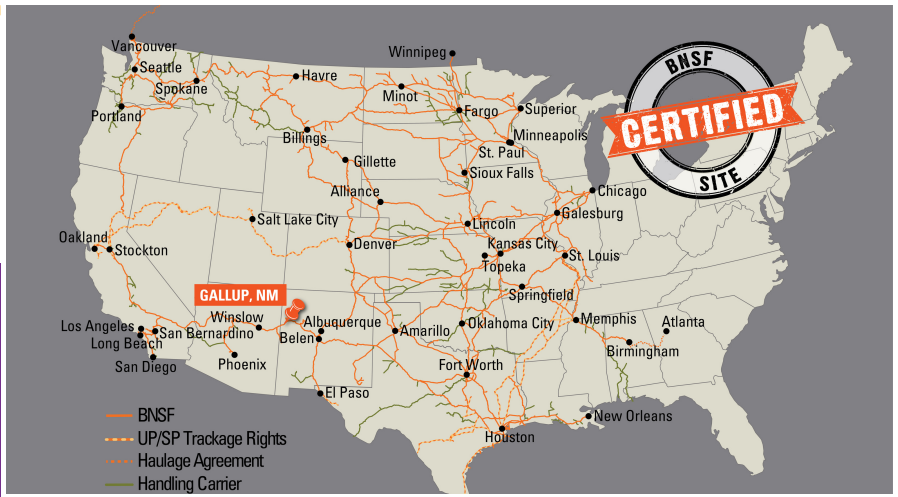 BNSF
CERTIFIED
SITE
Vancouver
Winnipeg
Seattle
Spokane
Havre
Minot
Portland
Fargo
Superior
Billings
Minneapolis
St. Paul
Gillette
Sioux Falls
Alliance
Chicago
Salt Lake City
Galesburg
Lincoln
Oakland
Stockton
Denver
Kansas City
Topeka
St. Louis
GALLUP, NM
Springfield
Winslow
Los Angeles
San Bernardino
Albuquerque
Amarillo
Oklahoma City
Memphis
Atlanta
Long Beach
Belen
Birmingham
San Diego
Phoenix
Fort Worth
El Paso
New Orleans
Houston
BNSF
UP/SP Trackage Rights
Haulage Agreement
Handling Carrier